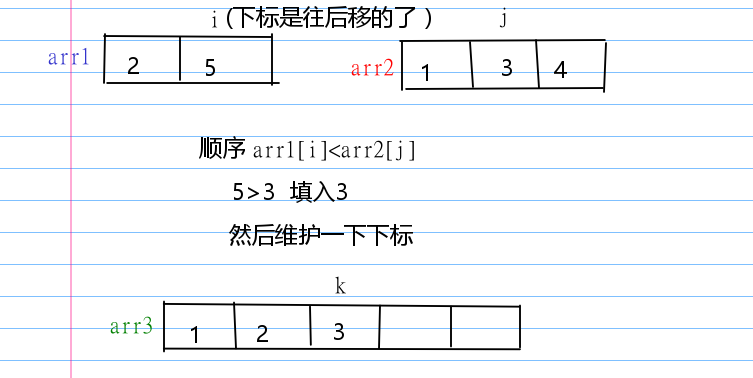 i (下标是往后移的了)
j
arr1 2 5
arr2 1 3 4
顺序 arr1[i]<arr2[j]
5>3 填入3
然后维护一下下标
k
arr3 1 2 3